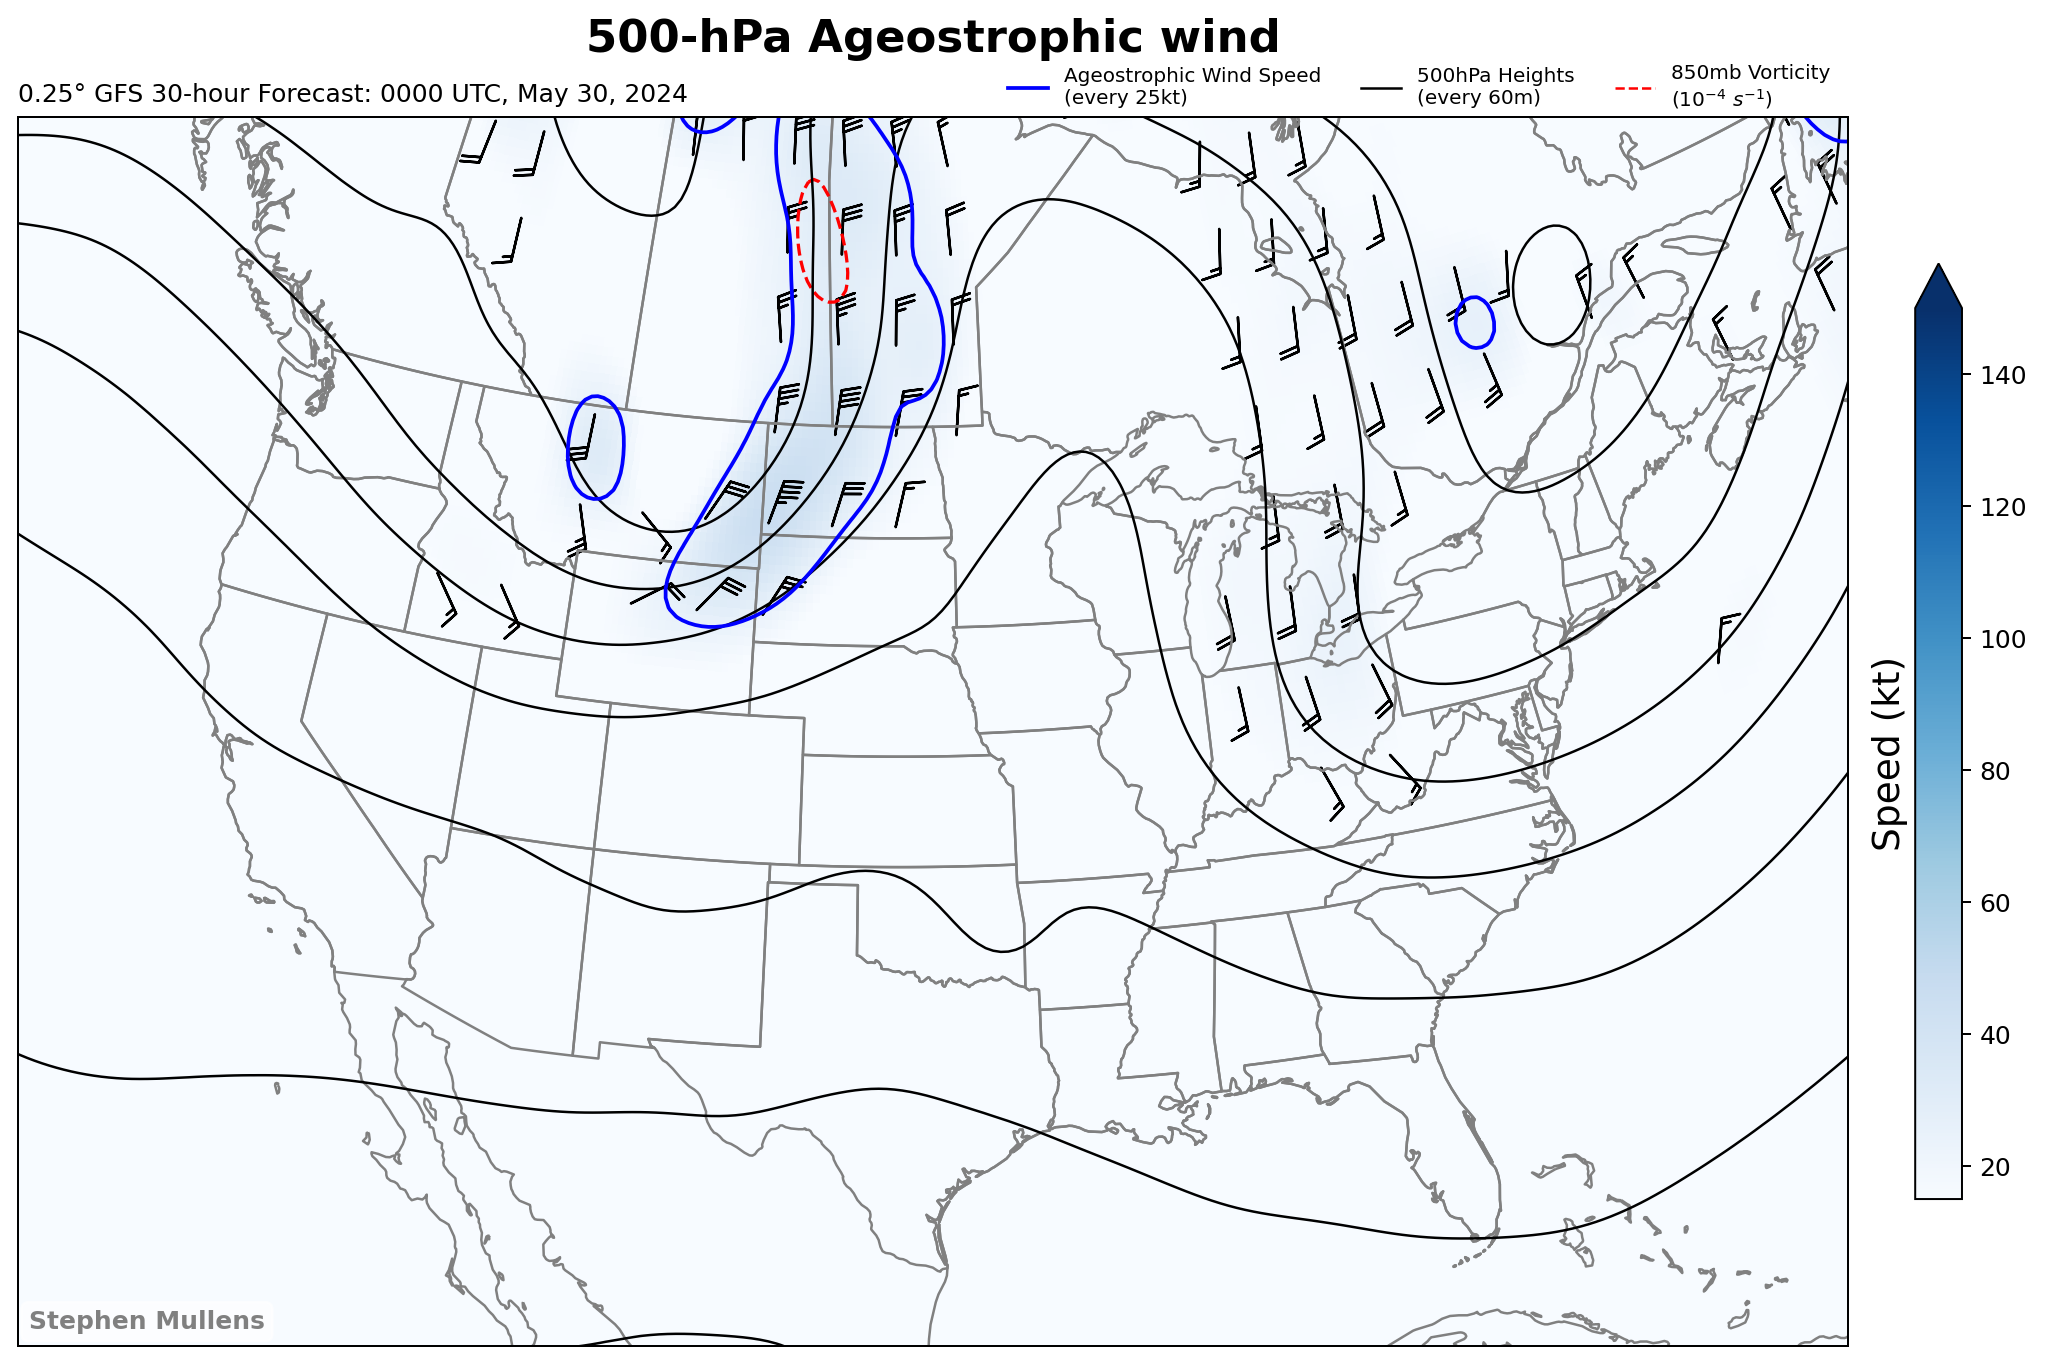 500-hPa Ageostrophic wind
0.25° GFS 30-hour Forecast: 0000 UTC, May 30, 2024
Ageostrophic Wind Speed
(every 25kt)
500hPa Heights
(every 60m)
850mb Vorticity
(10⁻⁴ s⁻¹)
140
120
100
80
60
40
20
Speed (kt)
Stephen Mullens